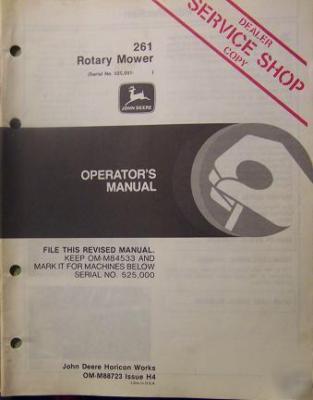 261
Rotary Mower
(Serial No. 525,001- )
DEALER
SERVICE SHOP
COPY
JOHN DEERE
OPERATOR'S
MANUAL
FILE THIS REVISED MANUAL.
KEEP OM-M84533 AND
MARK IT FOR MACHINES BELOW
SERIAL NO. 525,000
John Deere Horicon Works
OM-M88723 Issue H4